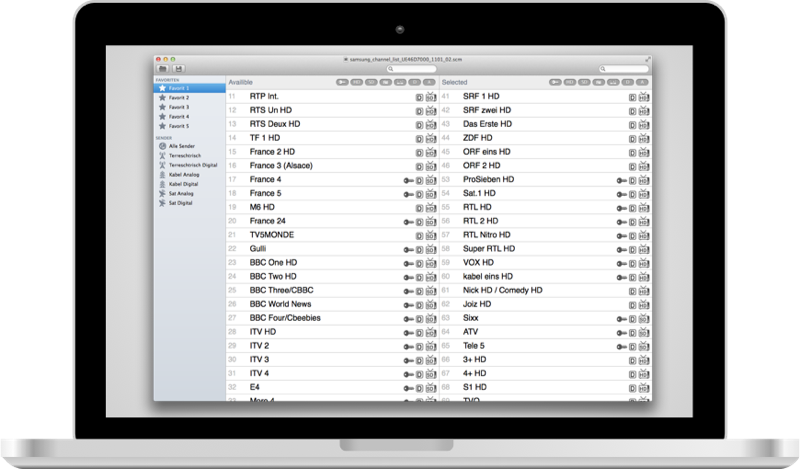 samsung_channel_list_UE46D7000_1101_02.scm
FAVORITEN
Favorit 1
Favorit 2
Favorit 3
Favorit 4
Favorit 5
SENDER
Alle Sender
Terreschtrisch
Terreschtrisch Digital
Kabel Analog
Kabel Digital
Sat Analog
Sat Digital
Availible
11 RTP Int.
12 RTS Un HD
13 RTS Deux HD
14 TF 1 HD
15 France 2 HD
16 France 3 (Alsace)
17 France 4
18 France 5
19 M6 HD
20 France 24
21 TV5MONDE
22 Gulli
23 BBC One HD
24 BBC Two HD
25 BBC Three/CBBC
26 BBC World News
27 BBC Four/Cbeebies
28 ITV HD
29 ITV 2
30 ITV 3
31 ITV 4
32 E4
33 More 4
Selected
41 SRF 1 HD
42 SRF zwei HD
43 Das Erste HD
44 ZDF HD
45 ORF eins HD
46 ORF 2 HD
53 ProSieben HD
54 Sat.1 HD
55 RTL HD
56 RTL 2 HD
57 RTL Nitro HD
58 Super RTL HD
59 VOX HD
60 kabel eins HD
61 Nick HD / Comedy HD
62 Joiz HD
63 Sixx
64 ATV
65 Tele 5
66 3+ HD
67 4+ HD
68 S1 HD
69 TVO